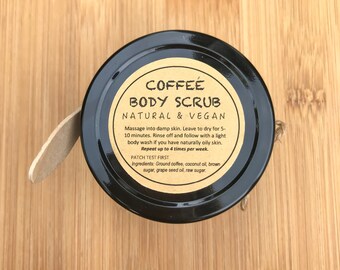 COFFEÉ
BODY SCRUB
NATURAL & VEGAN
Massage into damp skin. Leave to dry for 5-
10 minutes. Rinse off and follow with a light
body wash if you have naturally oily skin.
Repeat up to 4 times per week.
PATCH TEST FIRST
Ingredients: Ground coffee, coconut oil, brown
sugar, grape seed oil, raw sugar.